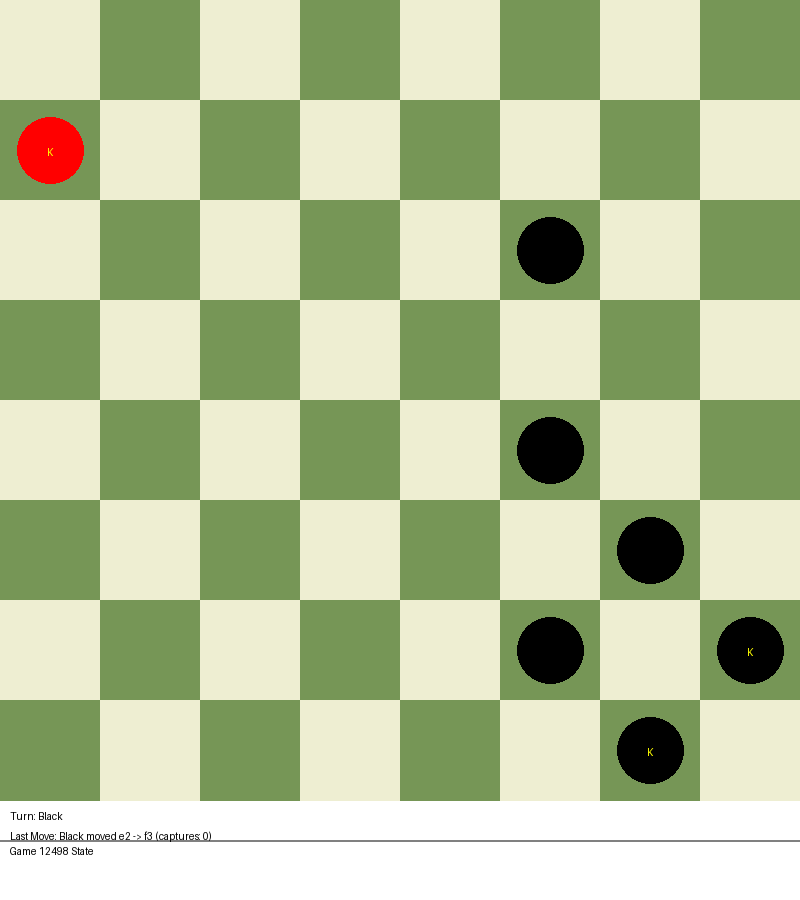 K
K
K
Turn: Black
Last Move: Black moved e2 -> f3 (captures: 0)
Game 12498 State